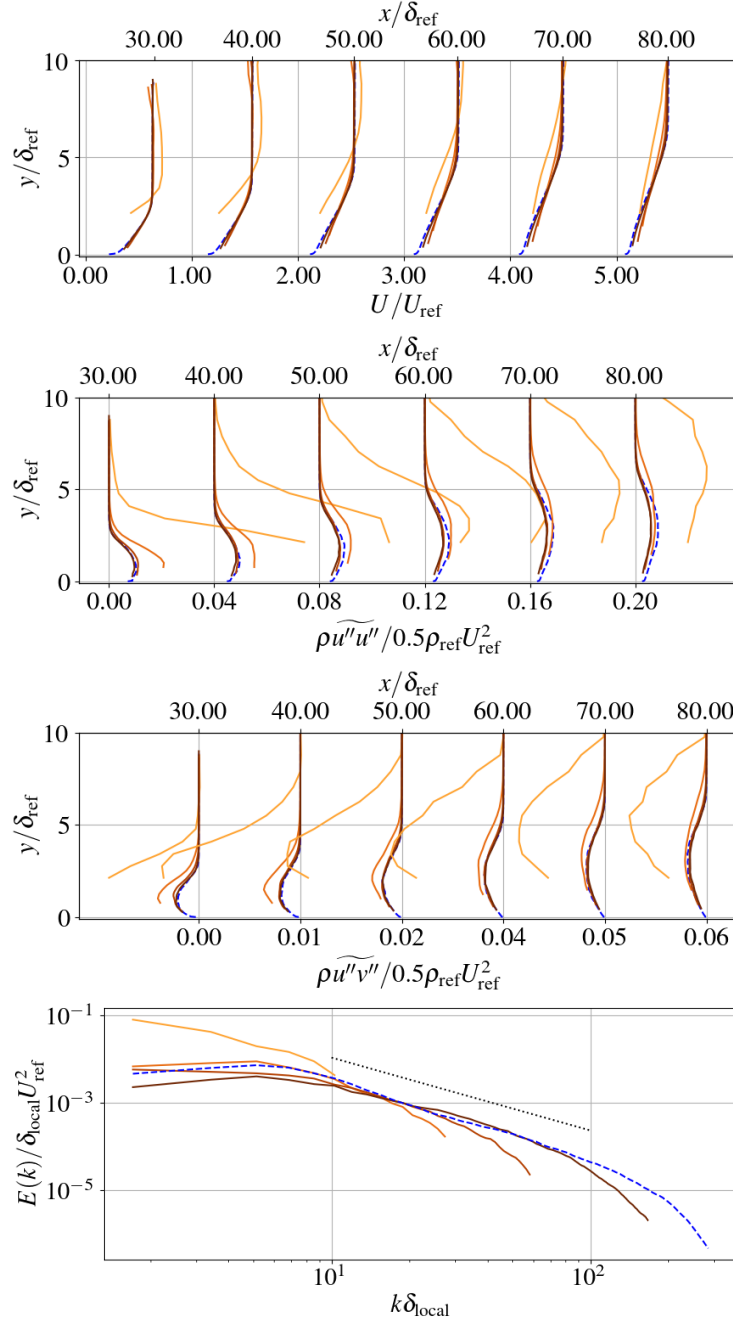 x/δref
30.00 40.00 50.00 60.00 70.00 80.00
10
5
0
y/δref
0.00 1.00 2.00 3.00 4.00 5.00
U/Uref
x/δref
30.00 40.00 50.00 60.00 70.00 80.00
10
5
0
y/δref
0.00 0.04 0.08 0.12 0.16 0.20
ρu″u″/0.5ρrefU²ref
x/δref
30.00 40.00 50.00 60.00 70.00 80.00
10
5
0
y/δref
0.00 0.01 0.02 0.04 0.05 0.06
ρu″v″/0.5ρrefU²ref
10⁻¹
10⁻³
10⁻⁵
E(k)/δlocalU²ref
10¹ 10²
kδlocal